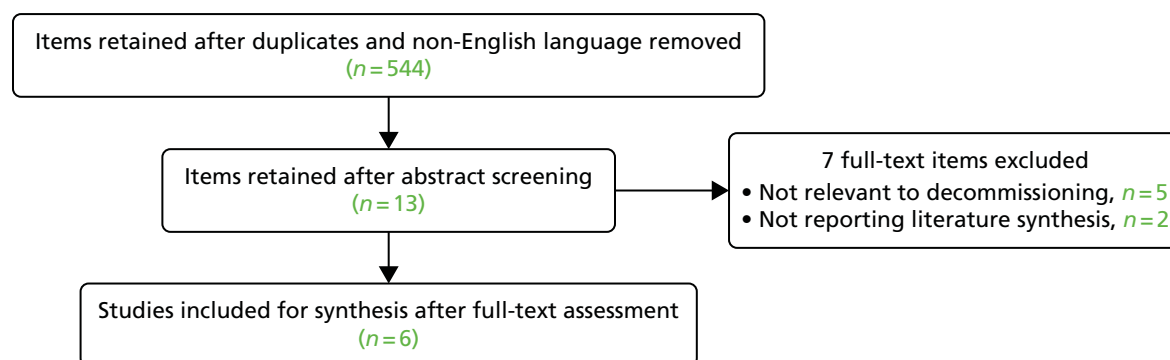 Items retained after duplicates and non-English language removed
(n=544)
Items retained after abstract screening
(n=13)
7 full-text items excluded
• Not relevant to decommissioning, n=5
• Not reporting literature synthesis, n=2
Studies included for synthesis after full-text assessment
(n=6)